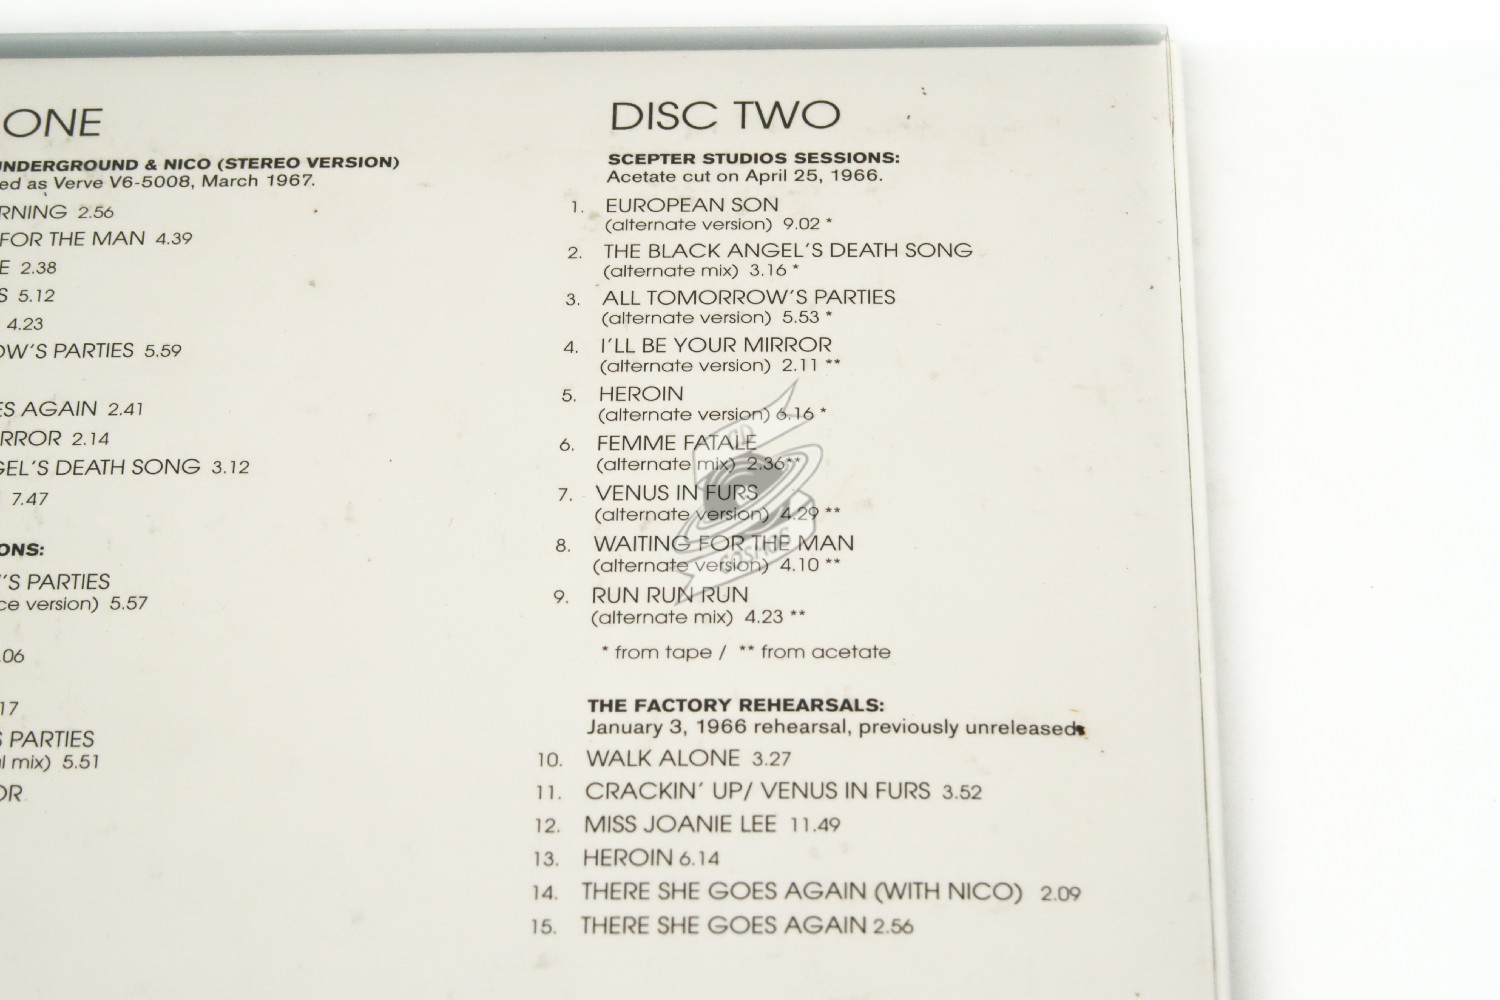 ONE
UNDERGROUND & NICO (STEREO VERSION)
ed as Verve V6-5008, March 1967.
RNING 2.56
FOR THE MAN 4.39
E 2.38
S 5.12
4.23
OW'S PARTIES 5.59
ES AGAIN 2.41
RROR 2.14
GEL'S DEATH SONG 3.12
7.47
ONS:
'S PARTIES
ce version) 5.57
.06
17
S PARTIES
l mix) 5.51
OR
DISC TWO
SCEPTER STUDIOS SESSIONS:
Acetate cut on April 25, 1966.
1. EUROPEAN SON
(alternate version) 9.02 *
2. THE BLACK ANGEL'S DEATH SONG
(alternate mix) 3.16 *
3. ALL TOMORROW'S PARTIES
(alternate version) 5.53 *
4. I'LL BE YOUR MIRROR
(alternate version) 2.11 **
5. HEROIN
(alternate version) 6.16 *
6. FEMME FATALE
(alternate mix) 2.36**
7. VENUS IN FURS
(alternate version) 4.29 **
8. WAITING FOR THE MAN
(alternate version) 4.10 **
9. RUN RUN RUN
(alternate mix) 4.23 **
* from tape / ** from acetate
THE FACTORY REHEARSALS:
January 3, 1966 rehearsal, previously unreleased.
10. WALK ALONE 3.27
11. CRACKIN' UP/ VENUS IN FURS 3.52
12. MISS JOANIE LEE 11.49
13. HEROIN 6.14
14. THERE SHE GOES AGAIN (WITH NICO) 2.09
15. THERE SHE GOES AGAIN 2.56
CD
COSMOS